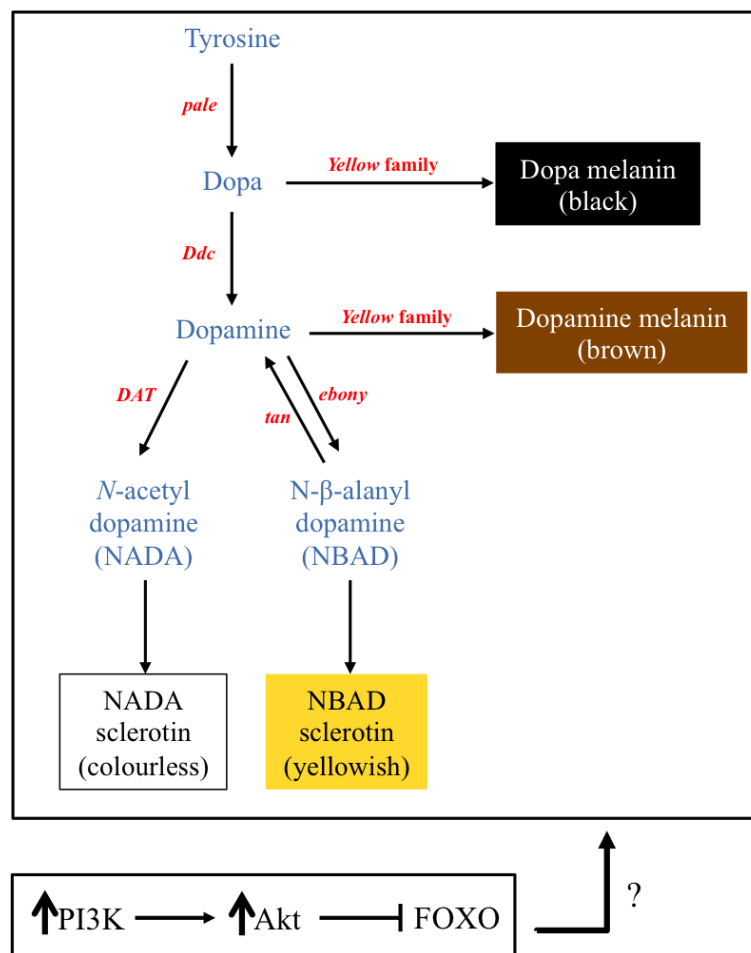 Tyrosine
pale
Dopa
Yellow family
Dopa melanin
(black)
Ddc
Dopamine
Yellow family
Dopamine melanin
(brown)
DAT
tan
ebony
N-acetyl
dopamine
(NADA)
N-β-alanyl
dopamine
(NBAD)
NADA
sclerotin
(colourless)
NBAD
sclerotin
(yellowish)
PI3K
Akt
FOXO
?